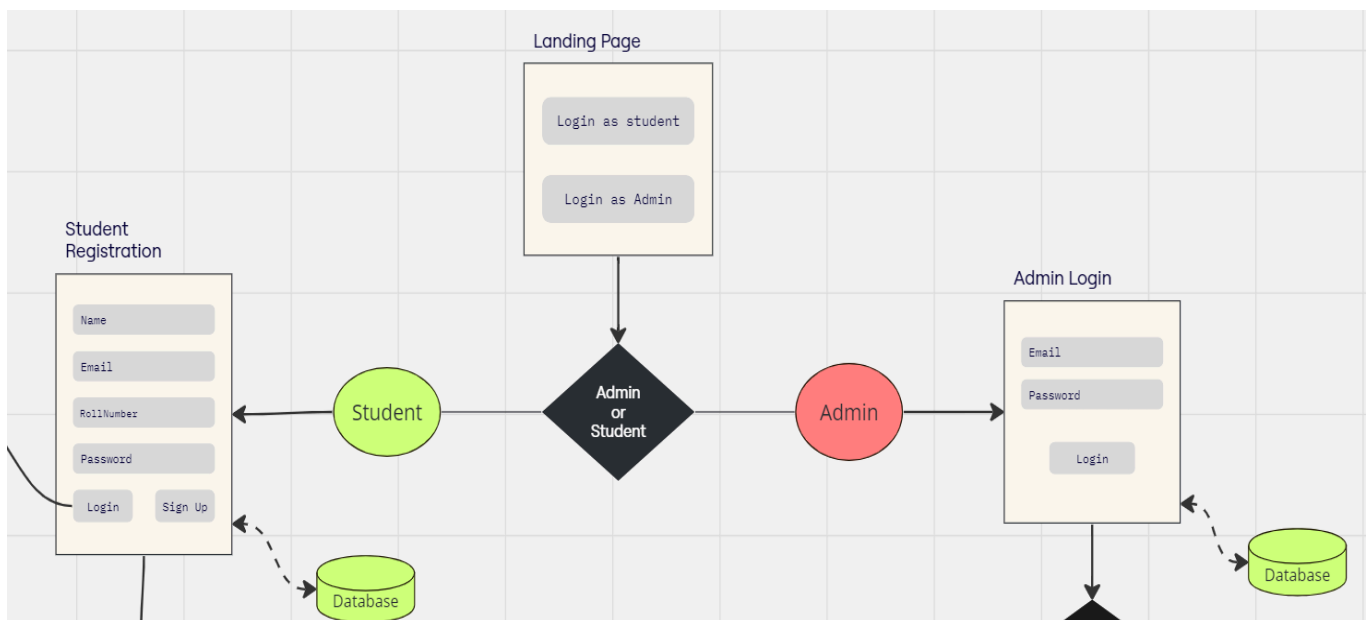 Landing Page
Login as student
Login as Admin
Student
Registration
Name
Email
RollNumber
Password
Login
Sign Up
Database
Student
Admin
or
Student
Admin
Admin Login
Email
Password
Login
Database